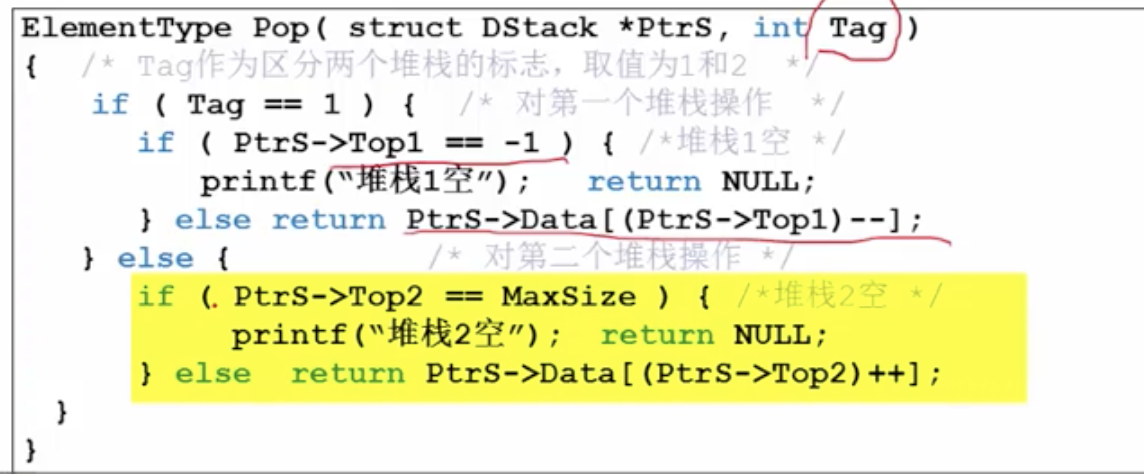 ElementType Pop( struct DStack *PtrS, int Tag )
{ /* Tag作为区分两个堆栈的标志，取值为1和2 */
if ( Tag == 1 ) { /* 对第一个堆栈操作 */
if ( PtrS->Top1 == -1 ) { /*堆栈1空 */
printf(“堆栈1空”); return NULL;
} else return PtrS->Data[(PtrS->Top1)--];
} else { /* 对第二个堆栈操作 */
if ( PtrS->Top2 == MaxSize ) { /*堆栈2空 */
printf(“堆栈2空”); return NULL;
} else return PtrS->Data[(PtrS->Top2)++];
}
}